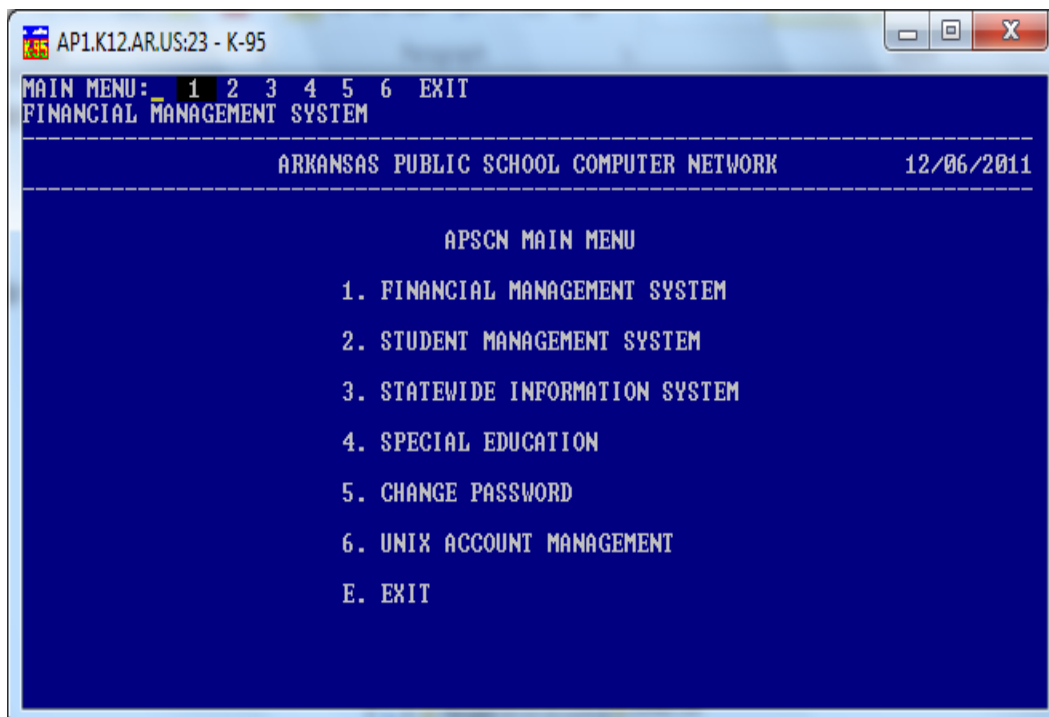 AP1.K12.AR.US:23 - K-95
MAIN MENU:_ 1 2 3 4 5 6 EXIT
FINANCIAL MANAGEMENT SYSTEM
ARKANSAS PUBLIC SCHOOL COMPUTER NETWORK 12/06/2011
APSCN MAIN MENU
1. FINANCIAL MANAGEMENT SYSTEM
2. STUDENT MANAGEMENT SYSTEM
3. STATEWIDE INFORMATION SYSTEM
4. SPECIAL EDUCATION
5. CHANGE PASSWORD
6. UNIX ACCOUNT MANAGEMENT
E. EXIT